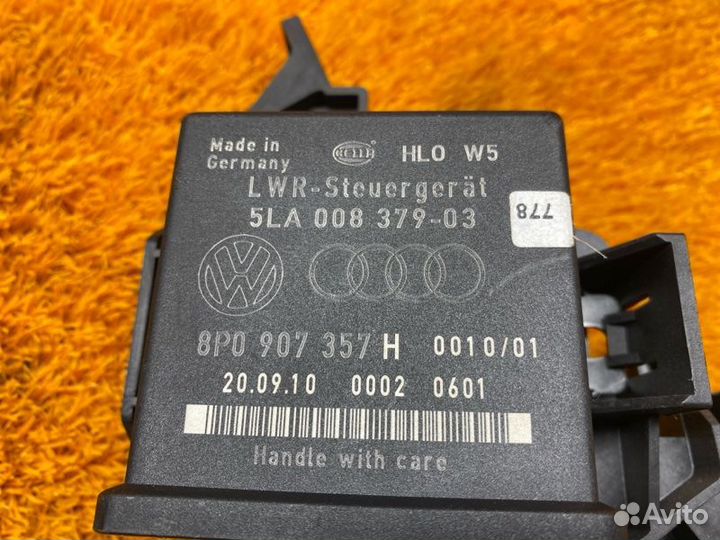 Made in
Germany
HELLA
HLO W5
LWR-Steuergerät
5LA 008 379-03
778
8P0 907 357 H 0010/01
20.09.10 0002 0601
Handle with care
Avito